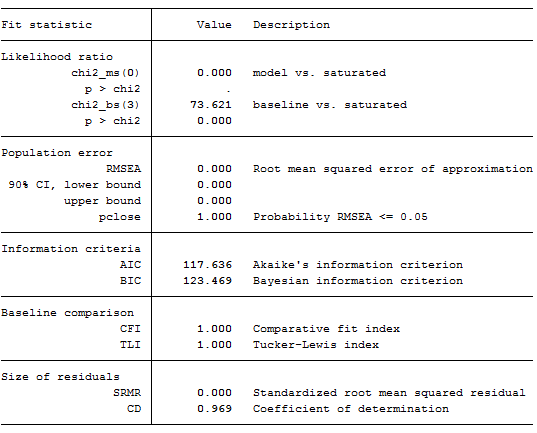 Fit statistic Value Description
Likelihood ratio
chi2_ms(0) 0.000 model vs. saturated
p > chi2 .
chi2_bs(3) 73.621 baseline vs. saturated
p > chi2 0.000
Population error
RMSEA 0.000 Root mean squared error of approximation
90% CI, lower bound 0.000
upper bound 0.000
pclose 1.000 Probability RMSEA <= 0.05
Information criteria
AIC 117.636 Akaike's information criterion
BIC 123.469 Bayesian information criterion
Baseline comparison
CFI 1.000 Comparative fit index
TLI 1.000 Tucker-Lewis index
Size of residuals
SRMR 0.000 Standardized root mean squared residual
CD 0.969 Coefficient of determination